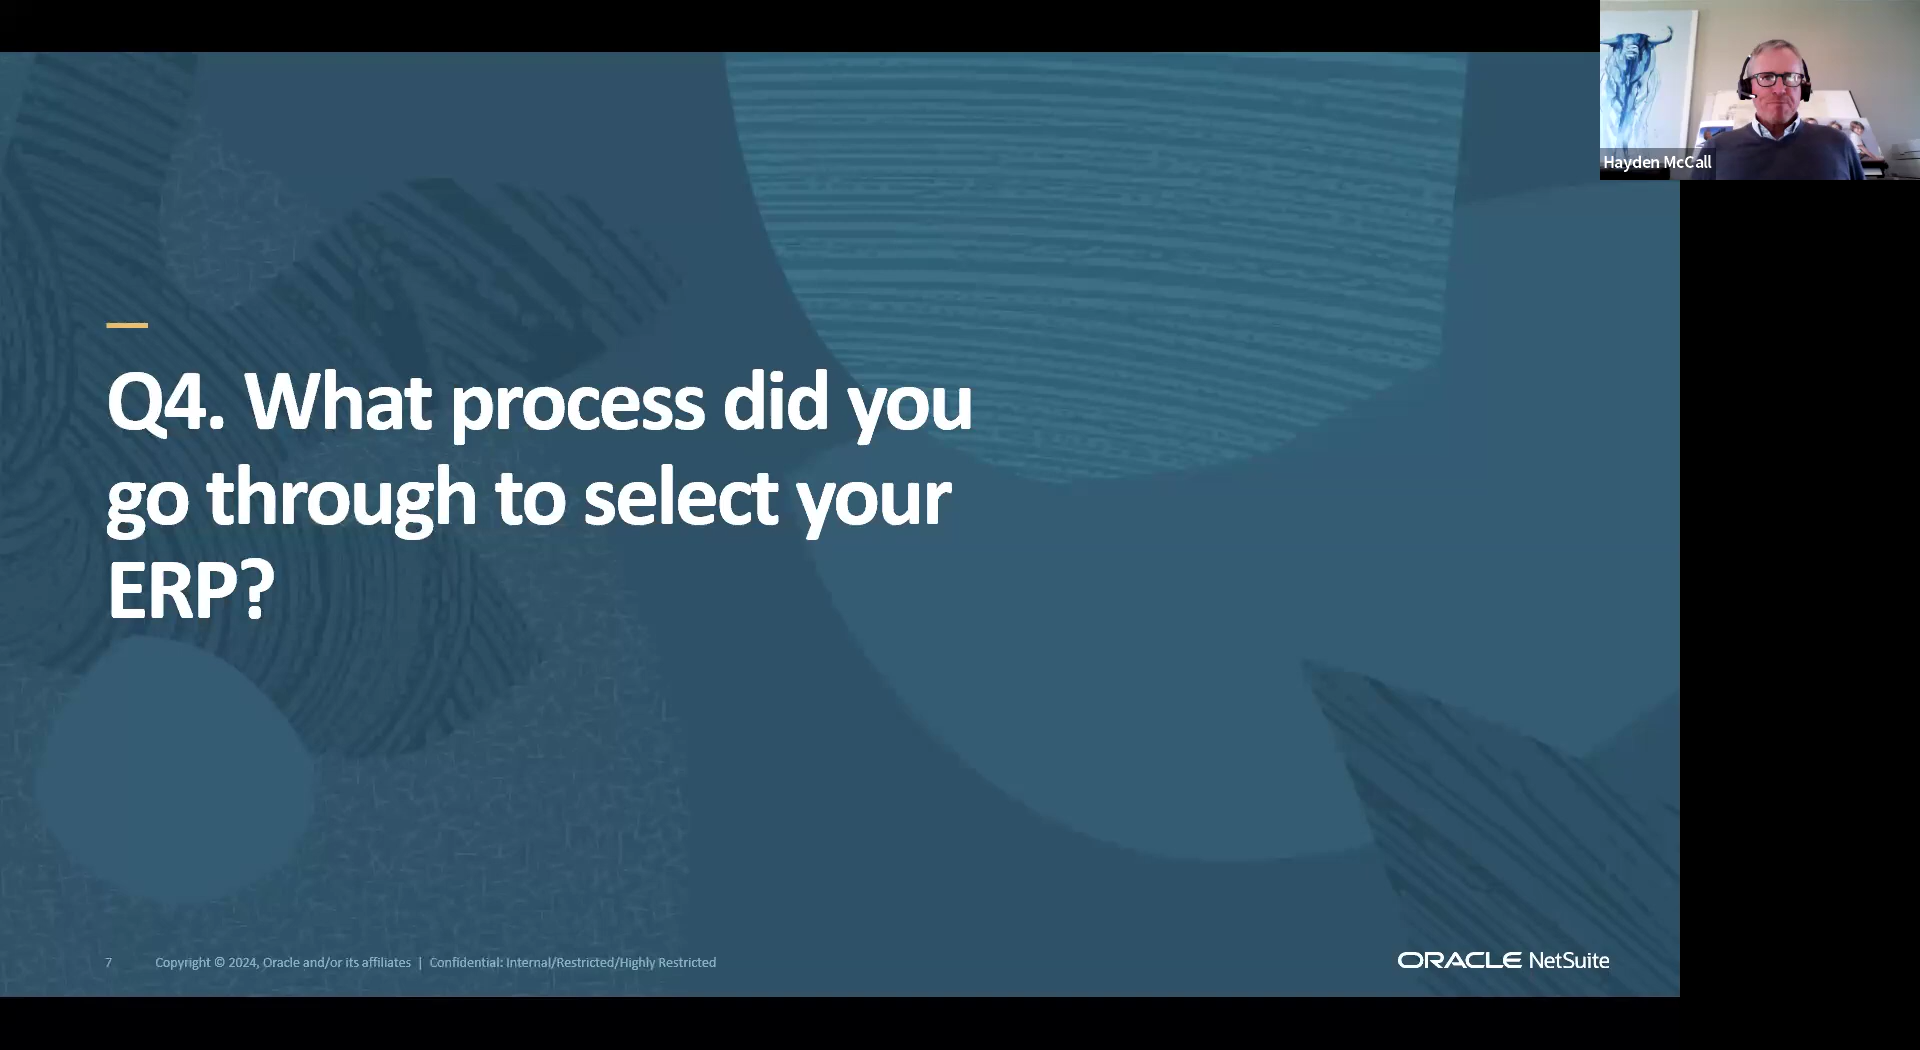 Hayden McCall
Q4. What process did you
go through to select your
ERP?
7 Copyright © 2024, Oracle and/or its affiliates | Confidential: Internal/Restricted/Highly Restricted
ORACLE NetSuite